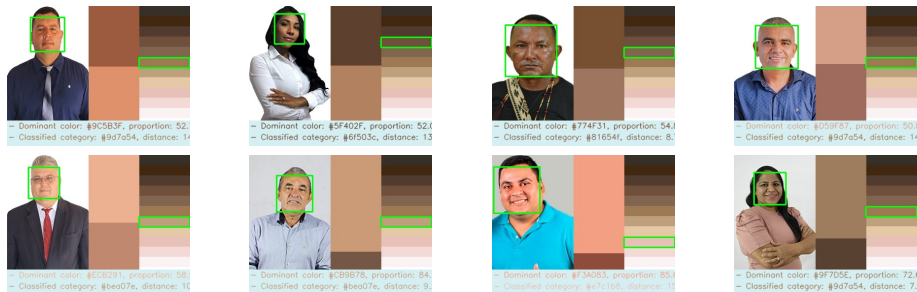 - Dominant color: #9C5B3F, proportion: 52.
- Classified category: #9d7a54, distance: 14
- Dominant color: #5F402F, proportion: 52.0
- Classified category: #6f503c, distance: 13
- Dominant color: #774F31, proportion: 54.
- Classified category: #81654f, distance: 8.
- Dominant color: #D59F87, proportion: 50.
- Classified category: #9d7a54, distance: 14
- Dominant color: #ECB291, proportion: 58.
- Classified category: #bea07e, distance: 10
- Dominant color: #CB9B78, proportion: 84.
- Classified category: #bea07e, distance: 9.
- Dominant color: #F3A083, proportion: 85.
- Classified category: #e7c1b8, distance: 15
- Dominant color: #9F7D5E, proportion: 72.
- Classified category: #9d7a54, distance: 7.